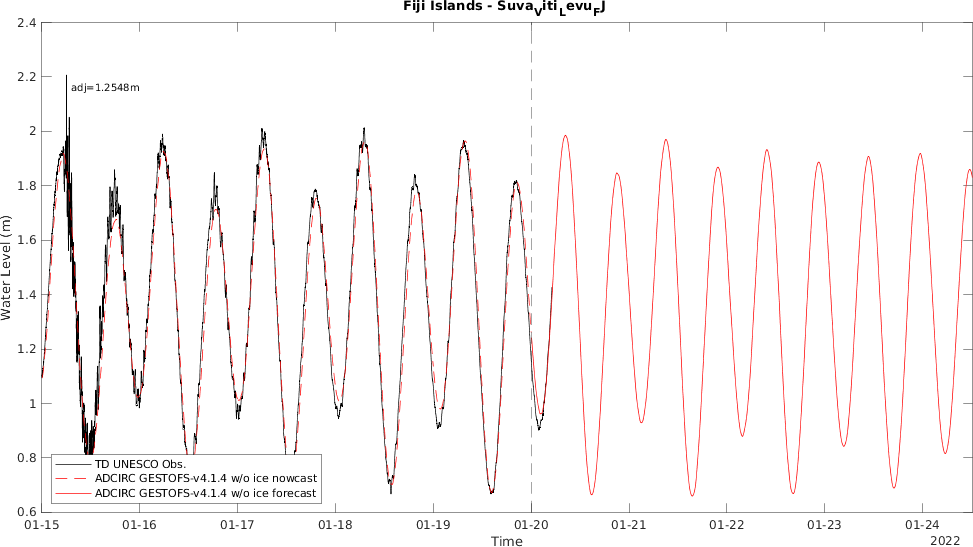 Fiji Islands - Suva_Viti_Levu_FJ
2.4
2.2
2
1.8
1.6
1.4
1.2
1
0.8
0.6
Water Level (m)
adj=1.2548m
TD UNESCO Obs.
ADCIRC GESTOFS-v4.1.4 w/o ice nowcast
ADCIRC GESTOFS-v4.1.4 w/o ice forecast
01-15 01-16 01-17 01-18 01-19 01-20 01-21 01-22 01-23 01-24
Time
2022